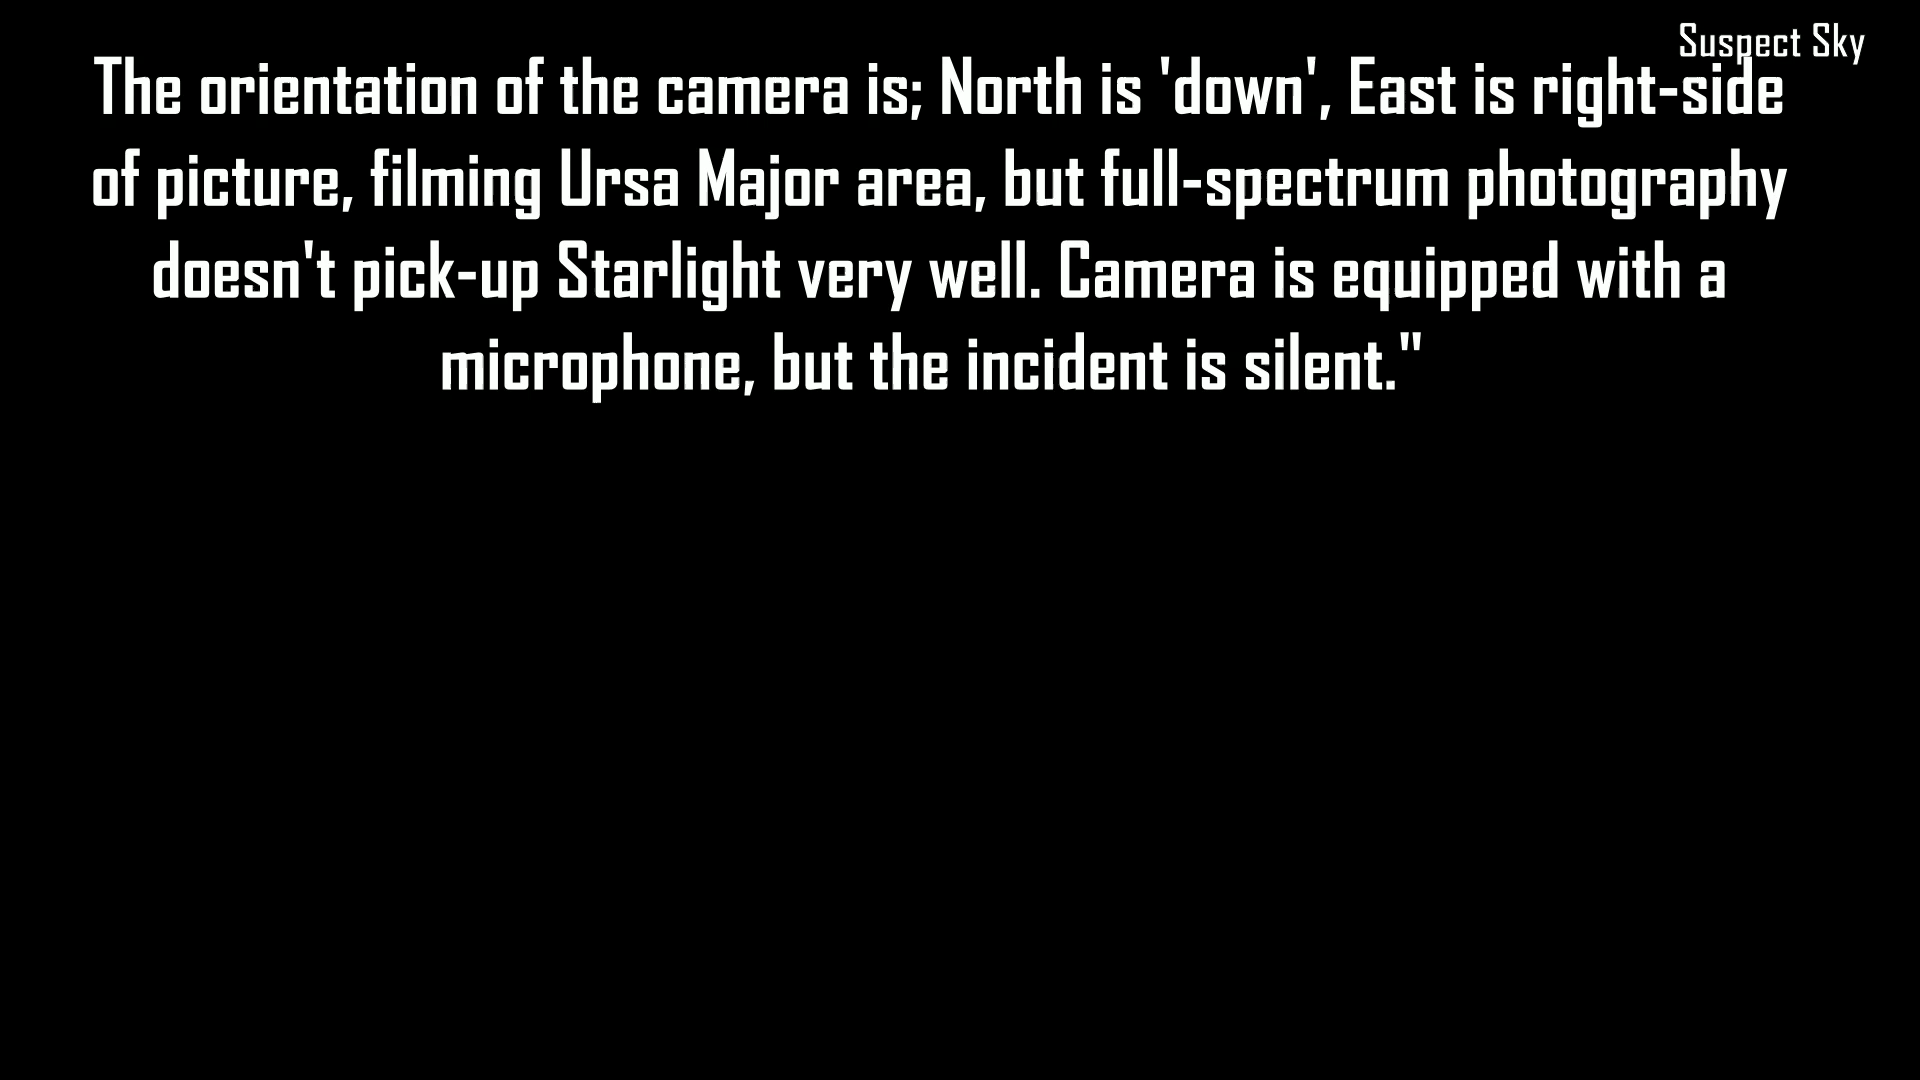 Suspect Sky
The orientation of the camera is; North is 'down', East is right-side
of picture, filming Ursa Major area, but full-spectrum photography
doesn't pick-up Starlight very well. Camera is equipped with a
microphone, but the incident is silent."